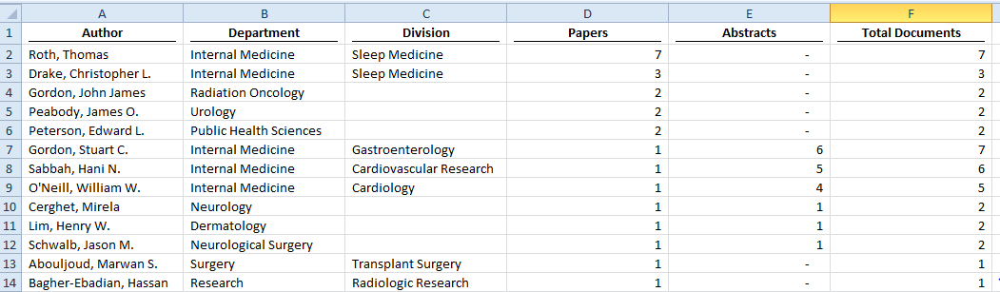 A B C D E F
1 Author Department Division Papers Abstracts Total Documents
2 Roth, Thomas Internal Medicine Sleep Medicine 7 - 7
3 Drake, Christopher L. Internal Medicine Sleep Medicine 3 - 3
4 Gordon, John James Radiation Oncology 2 - 2
5 Peabody, James O. Urology 2 - 2
6 Peterson, Edward L. Public Health Sciences 2 - 2
7 Gordon, Stuart C. Internal Medicine Gastroenterology 1 6 7
8 Sabbah, Hani N. Internal Medicine Cardiovascular Research 1 5 6
9 O'Neill, William W. Internal Medicine Cardiology 1 4 5
10 Cerghet, Mirela Neurology 1 1 2
11 Lim, Henry W. Dermatology 1 1 2
12 Schwalb, Jason M. Neurological Surgery 1 1 2
13 Abouljoud, Marwan S. Surgery Transplant Surgery 1 - 1
14 Bagher-Ebadian, Hassan Research Radiologic Research 1 - 1